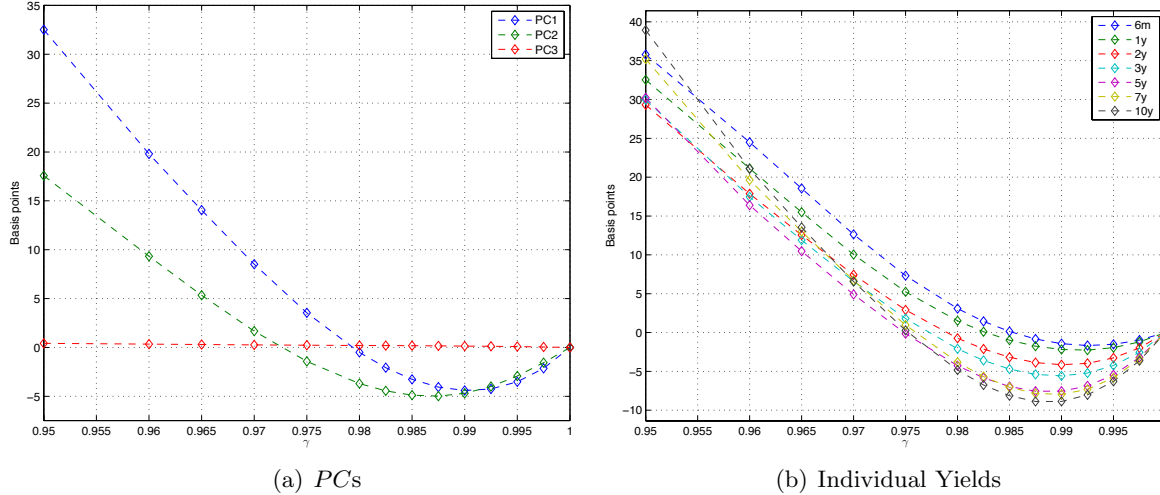 35
30
25
20
15
10
5
0
−5
Basis points
0.95 0.955 0.96 0.965 0.97 0.975 0.98 0.985 0.99 0.995 1
γ
PC1
PC2
PC3
(a) PCs
40
35
30
25
20
15
10
5
0
−5
−10
Basis points
0.95 0.955 0.96 0.965 0.97 0.975 0.98 0.985 0.99 0.995
γ
6m
1y
2y
3y
5y
7y
10y
(b) Individual Yields